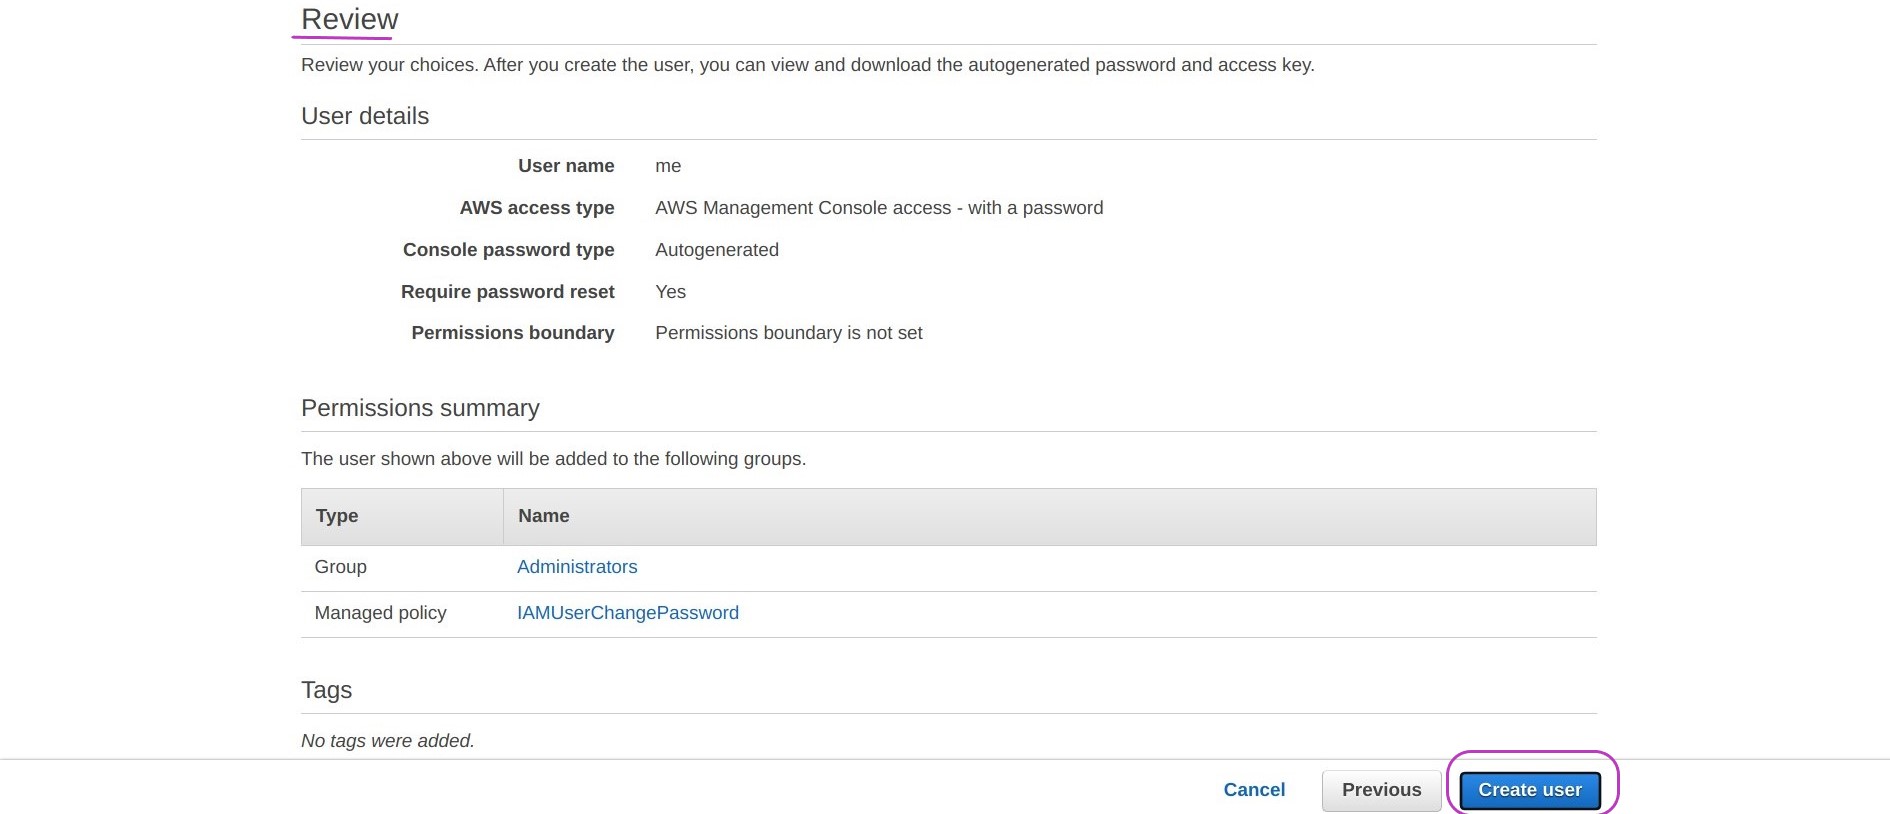 Review
Review your choices. After you create the user, you can view and download the autogenerated password and access key.
User details
User name me
AWS access type AWS Management Console access - with a password
Console password type Autogenerated
Require password reset Yes
Permissions boundary Permissions boundary is not set
Permissions summary
The user shown above will be added to the following groups.
Type Name
Group Administrators
Managed policy IAMUserChangePassword
Tags
No tags were added.
Cancel Previous Create user